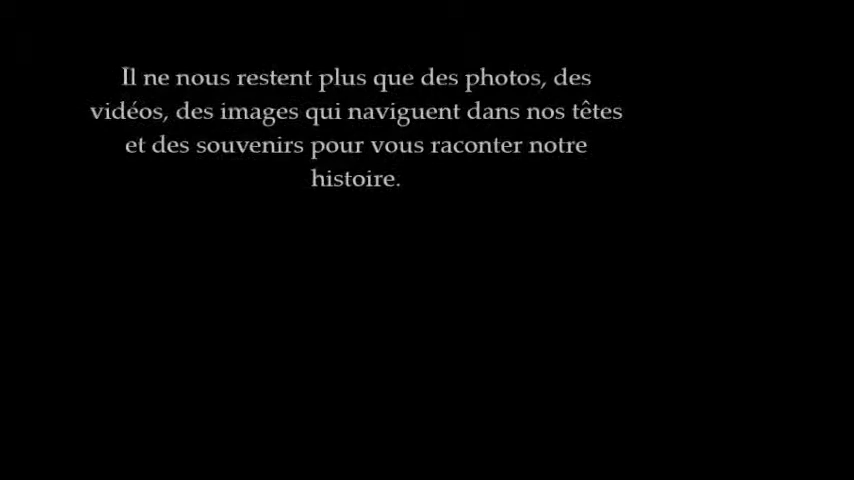 Il ne nous restent plus que des photos, des
vidéos, des images qui naviguent dans nos têtes
et des souvenirs pour vous raconter notre
histoire.